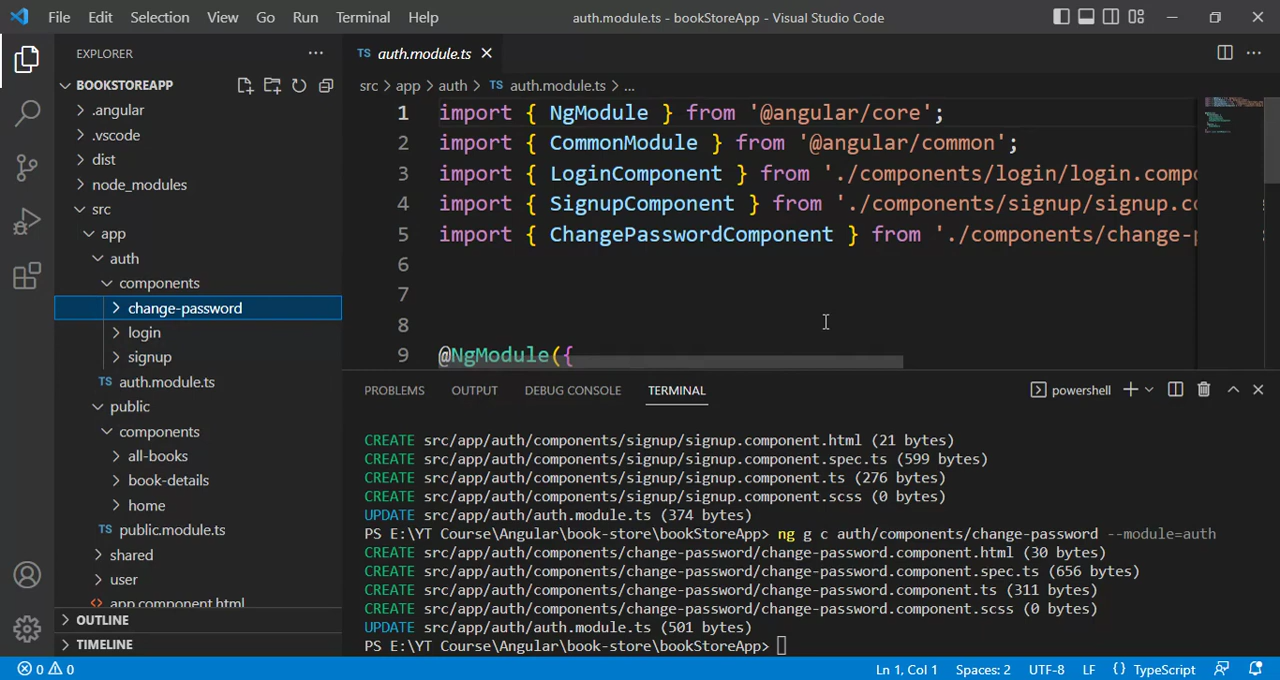 File Edit Selection View Go Run Terminal Help auth.module.ts - bookStoreApp - Visual Studio Code
EXPLORER
BOOKSTOREAPP
.angular
.vscode
dist
node_modules
src
app
auth
components
change-password
login
signup
TS auth.module.ts
public
components
all-books
book-details
home
TS public.module.ts
shared
user
<> app.component.html
OUTLINE
TIMELINE
TS auth.module.ts
src > app > auth > TS auth.module.ts > ...
1 import { NgModule } from '@angular/core';
2 import { CommonModule } from '@angular/common';
3 import { LoginComponent } from './components/login/login.compo
4 import { SignupComponent } from './components/signup/signup.co
5 import { ChangePasswordComponent } from './components/change-p
6
7
8
9 @NgModule({
PROBLEMS OUTPUT DEBUG CONSOLE TERMINAL powershell
CREATE src/app/auth/components/signup/signup.component.html (21 bytes)
CREATE src/app/auth/components/signup/signup.component.spec.ts (599 bytes)
CREATE src/app/auth/components/signup/signup.component.ts (276 bytes)
CREATE src/app/auth/components/signup/signup.component.scss (0 bytes)
UPDATE src/app/auth/auth.module.ts (374 bytes)
PS E:\YT Course\Angular\book-store\bookStoreApp> ng g c auth/components/change-password --module=auth
CREATE src/app/auth/components/change-password/change-password.component.html (30 bytes)
CREATE src/app/auth/components/change-password/change-password.component.spec.ts (656 bytes)
CREATE src/app/auth/components/change-password/change-password.component.ts (311 bytes)
CREATE src/app/auth/components/change-password/change-password.component.scss (0 bytes)
UPDATE src/app/auth/auth.module.ts (501 bytes)
PS E:\YT Course\Angular\book-store\bookStoreApp>
0 0 Ln 1, Col 1 Spaces: 2 UTF-8 LF {} TypeScript